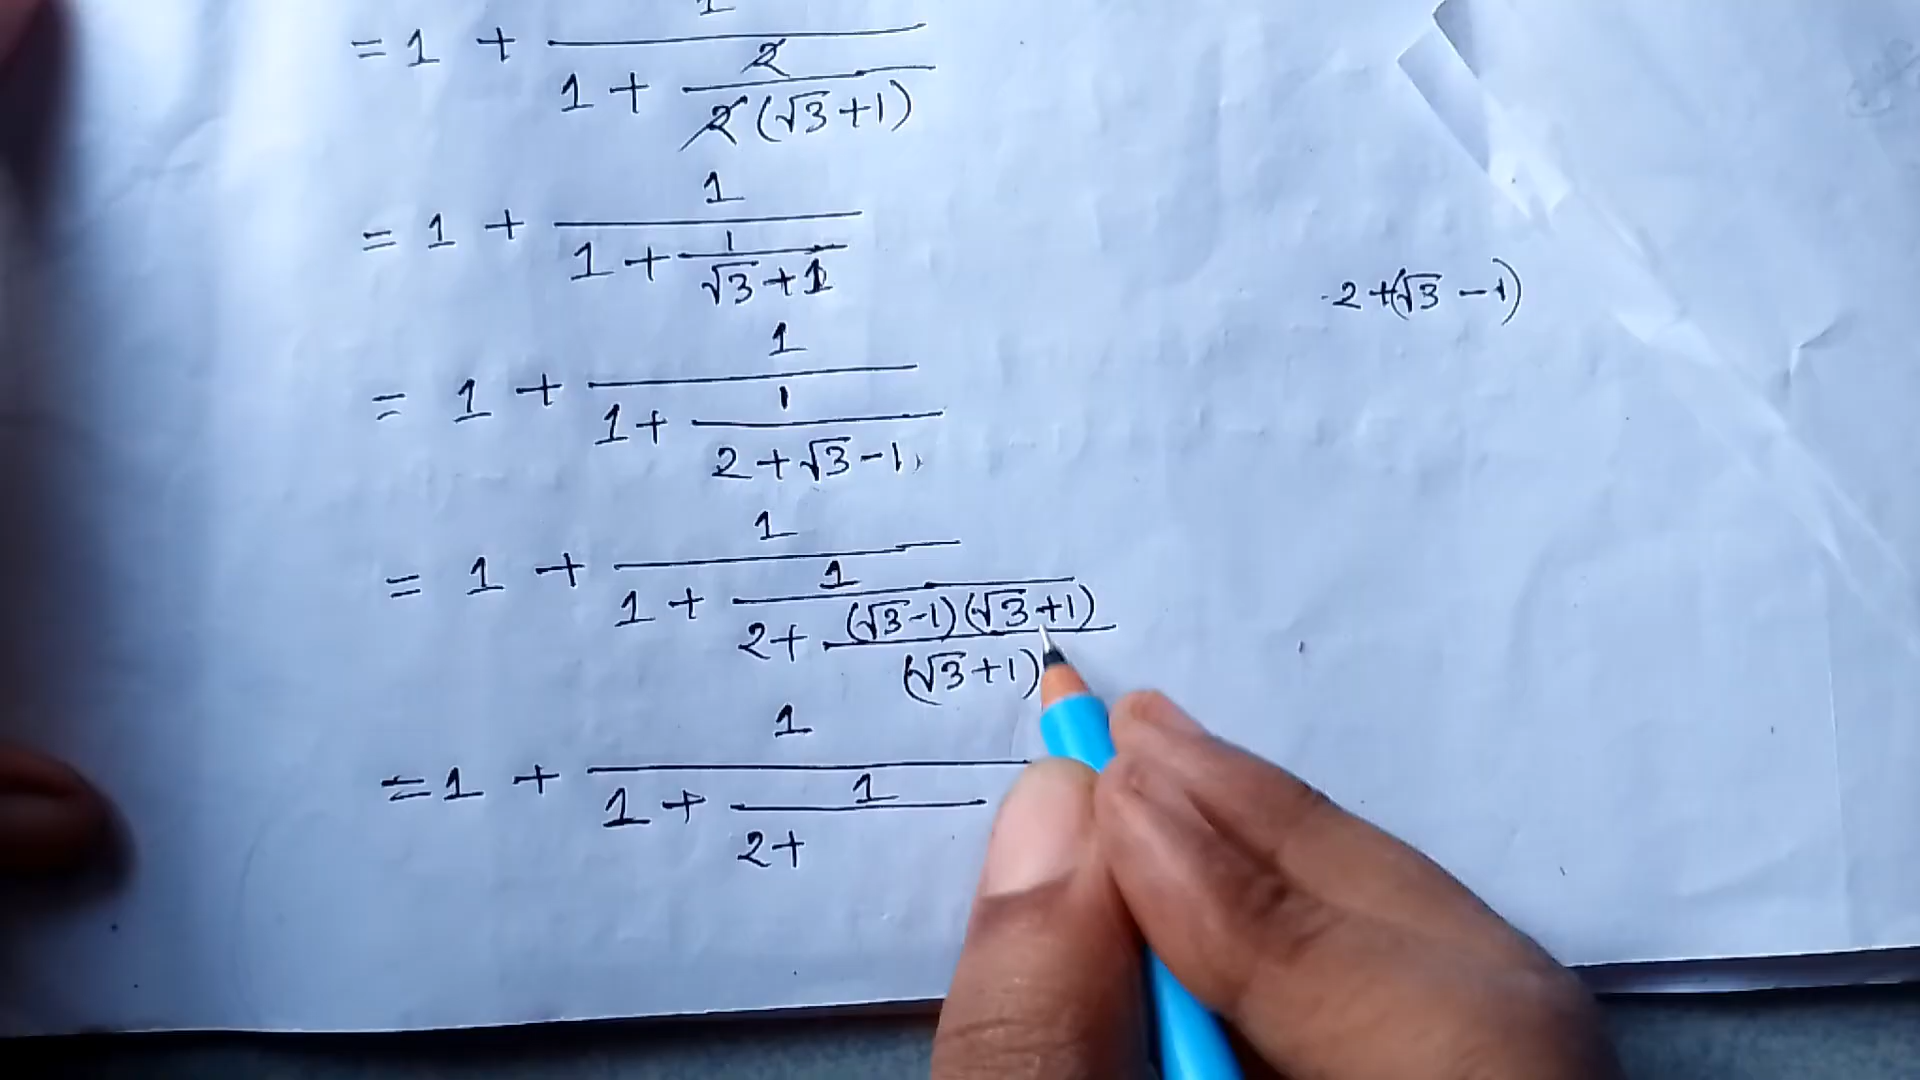 1
= 1 + ――――
2
1 + ――――
2(√3+1)
1
= 1 + ――――
1
1 + ――――
√3+1
2+(√3-1)
1
= 1 + ――――
1
1+ ――――
2+√3-1
1
= 1 + ――――
1
1 + ――――
(√3-1)(√3+1)
2+ ――――
(√3+1)
1
=1 + ――――
1
1 + ――――
2+